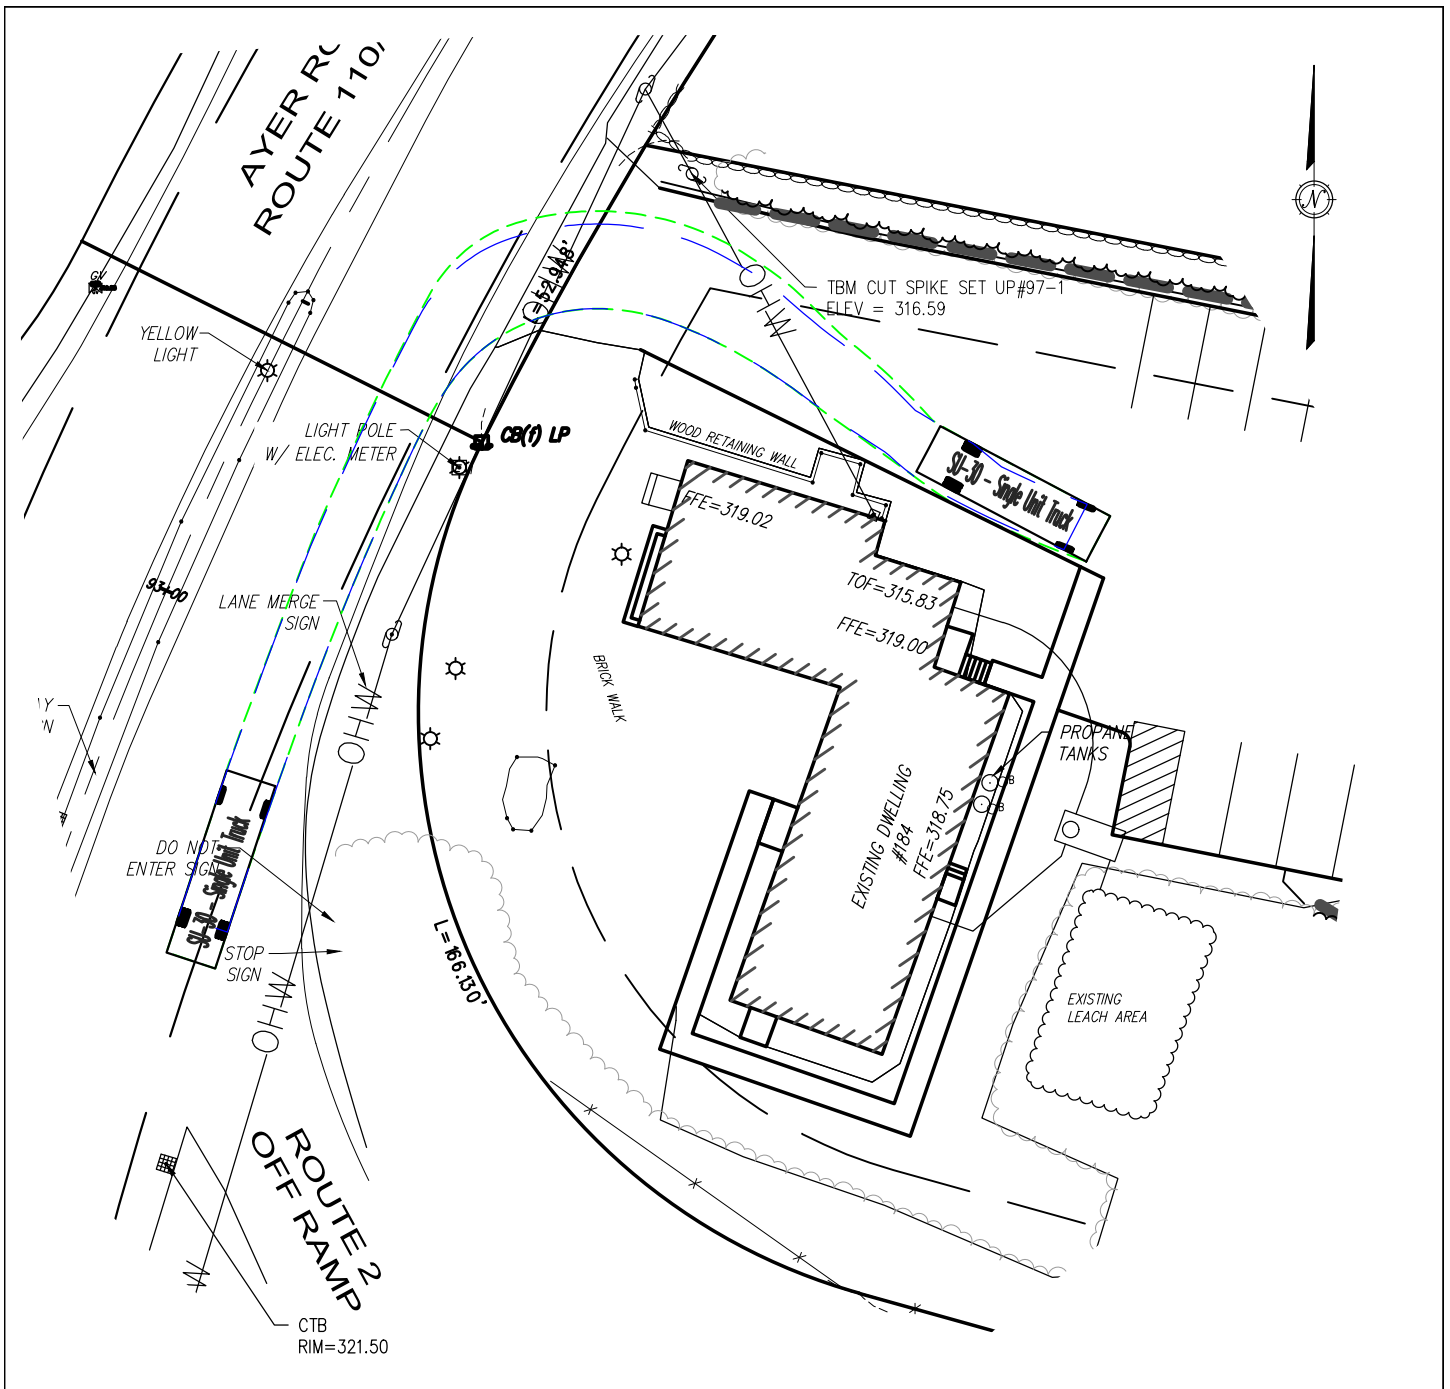 AYER RO
ROUTE 110/
N
GV
YELLOW
LIGHT
L=52.948'
OHW
TBM CUT SPIKE SET UP#97-1
ELEV = 316.59
OHW
LIGHT POLE
W/ ELEC. METER
CB(f) LP
WOOD RETAINING WALL
SU-30 - Single Unit Truck
FFE=319.02
TOF=315.83
FFE=319.00
93+00
LANE MERGE
SIGN
BRICK WALK
OHW
PROPANE
TANKS
B
B
EXISTING DWELLING
#184
FFE=318.75
DO NOT
ENTER SIGN
SU-30 - Single Unit Truck
STOP
SIGN
L=166.130'
OHW
EXISTING
LEACH AREA
ROUTE 2
OFF RAMP
W
CTB
RIM=321.50